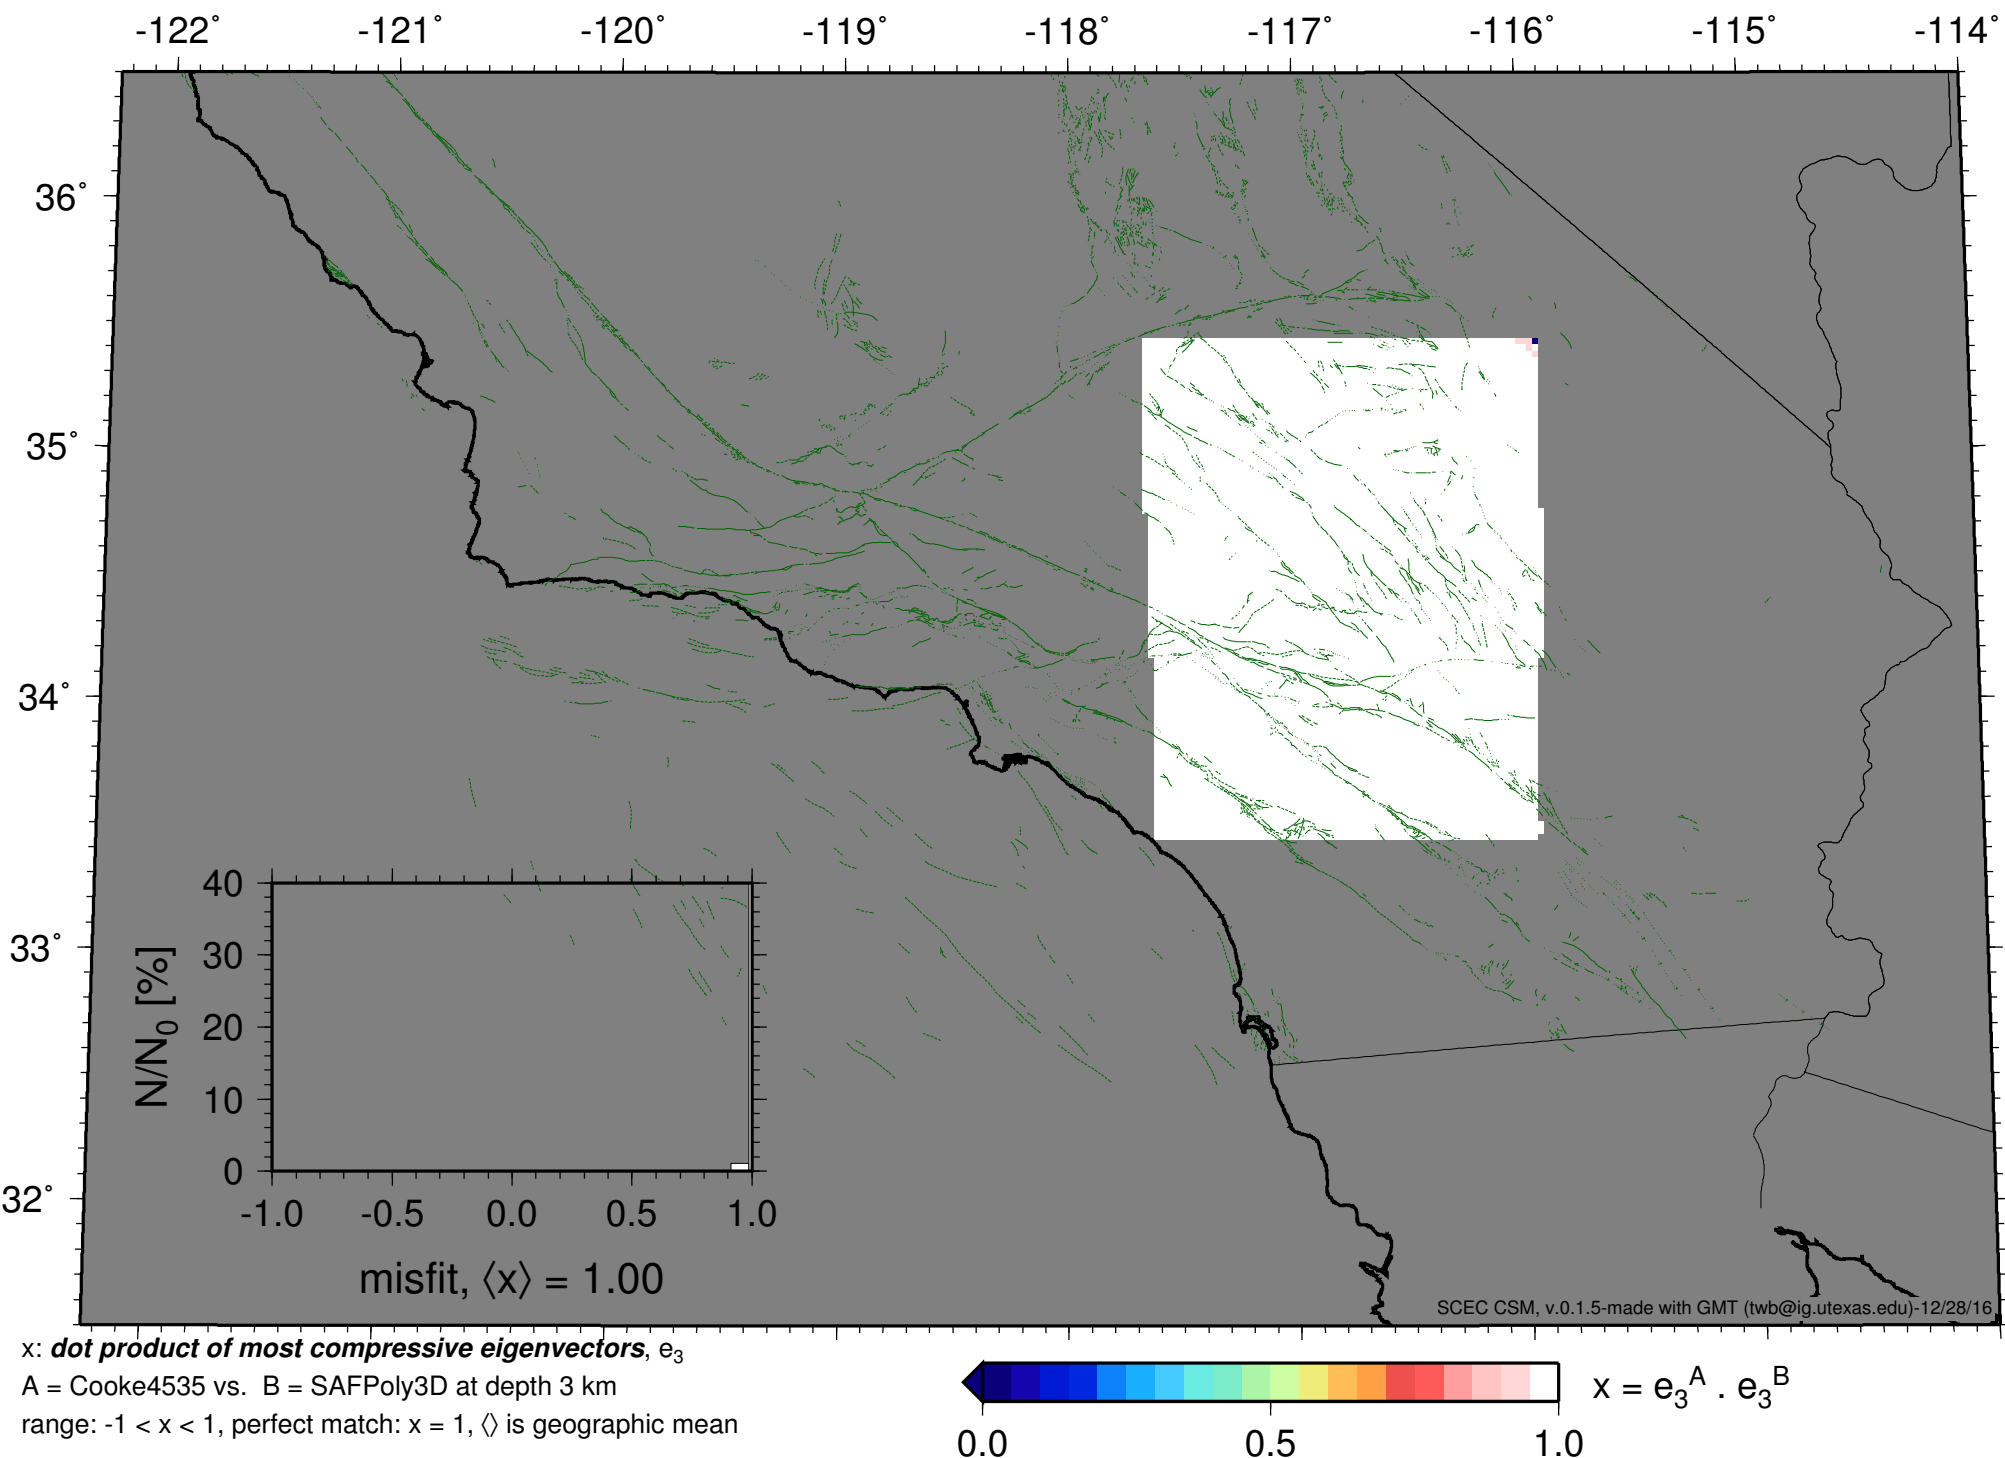 -122° -121° -120° -119° -118° -117° -116° -115° -114°
36°
35°
34°
33°
32°
40
30
20
10
0
N/N0 [%]
-1.0 -0.5 0.0 0.5 1.0
misfit, ⟨x⟩ = 1.00
SCEC CSM, v.0.1.5-made with GMT (twb@ig.utexas.edu)-12/28/16
x: dot product of most compressive eigenvectors, e3
A = Cooke4535 vs. B = SAFPoly3D at depth 3 km
range: -1 < x < 1, perfect match: x = 1, ⟨⟩ is geographic mean
x = e3^A . e3^B
0.0 0.5 1.0